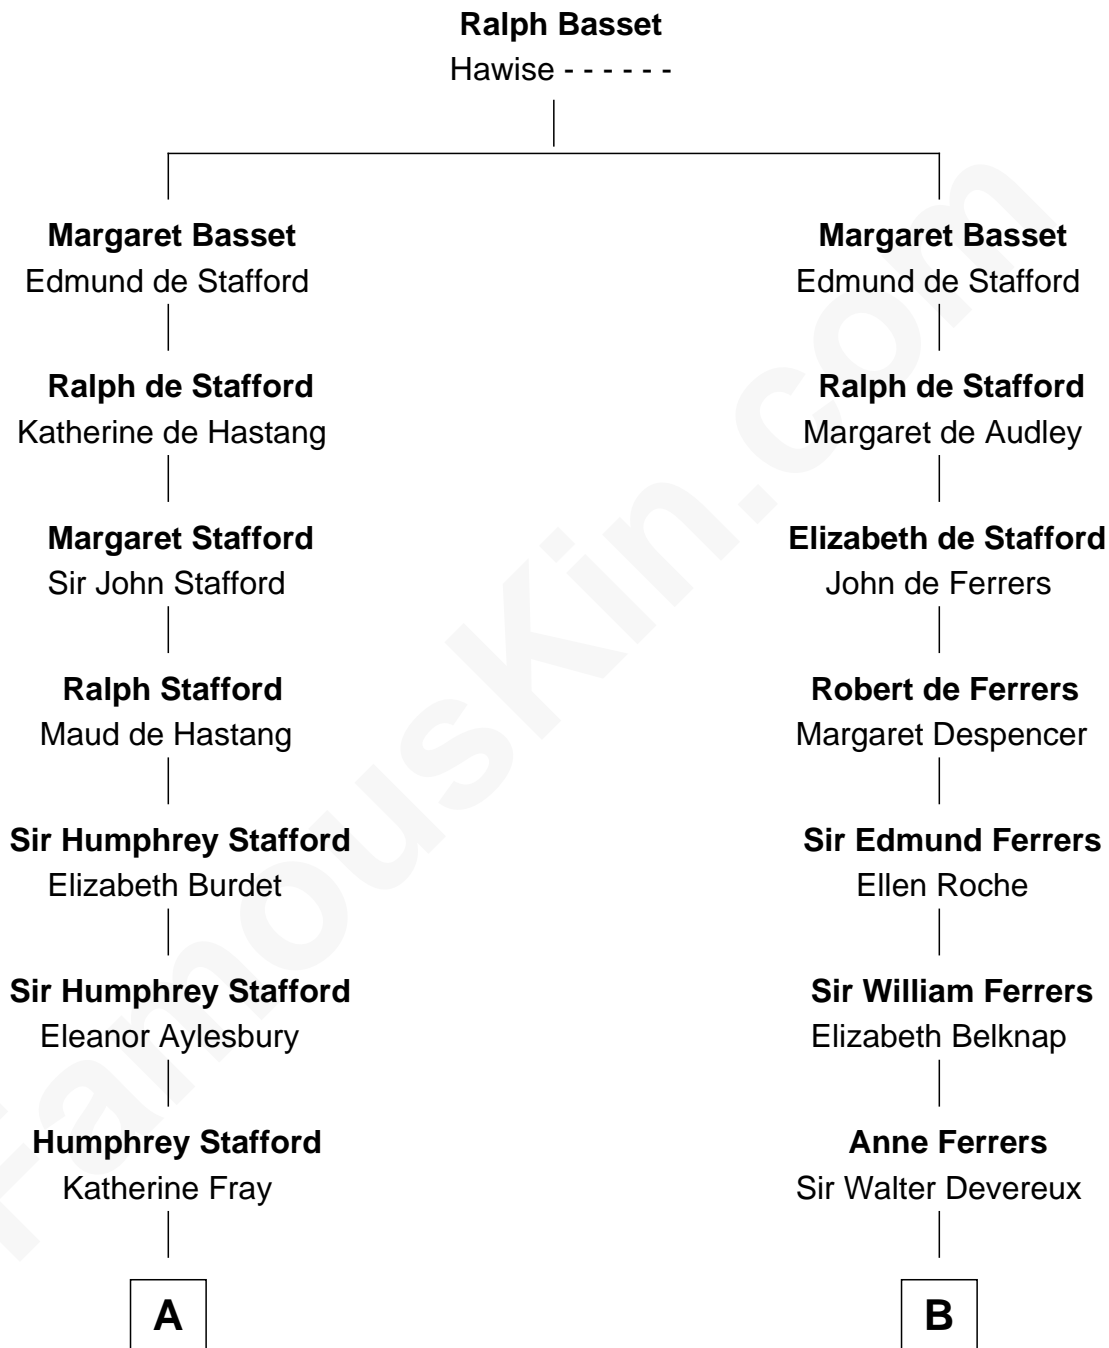 Ralph Basset
Hawise - - - - - -
Margaret Basset
Edmund de Stafford
Margaret Basset
Edmund de Stafford
Ralph de Stafford
Katherine de Hastang
Ralph de Stafford
Margaret de Audley
Margaret Stafford
Sir John Stafford
Elizabeth de Stafford
John de Ferrers
Ralph Stafford
Maud de Hastang
Robert de Ferrers
Margaret Despencer
Sir Humphrey Stafford
Elizabeth Burdet
Sir Edmund Ferrers
Ellen Roche
Sir Humphrey Stafford
Eleanor Aylesbury
Sir William Ferrers
Elizabeth Belknap
Humphrey Stafford
Katherine Fray
Anne Ferrers
Sir Walter Devereux
A
B
FamousKin.com